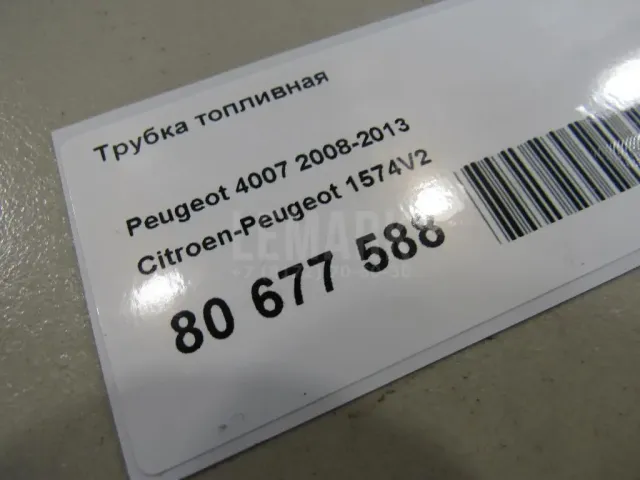 Трубка топливная
Peugeot 4007 2008-2013
Citroen-Peugeot 1574V2
80 677 588